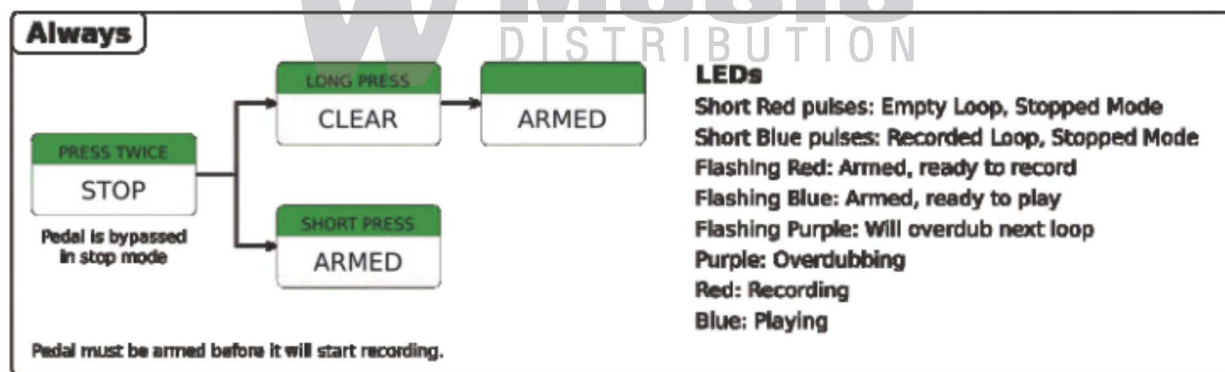 Music
DISTRIBUTION
Always
PRESS TWICE
STOP
Pedal is bypassed
in stop mode
LONG PRESS
CLEAR
ARMED
SHORT PRESS
ARMED
Pedal must be armed before it will start recording.
LEDs
Short Red pulses: Empty Loop, Stopped Mode
Short Blue pulses: Recorded Loop, Stopped Mode
Flashing Red: Armed, ready to record
Flashing Blue: Armed, ready to play
Flashing Purple: Will overdub next loop
Purple: Overdubbing
Red: Recording
Blue: Playing